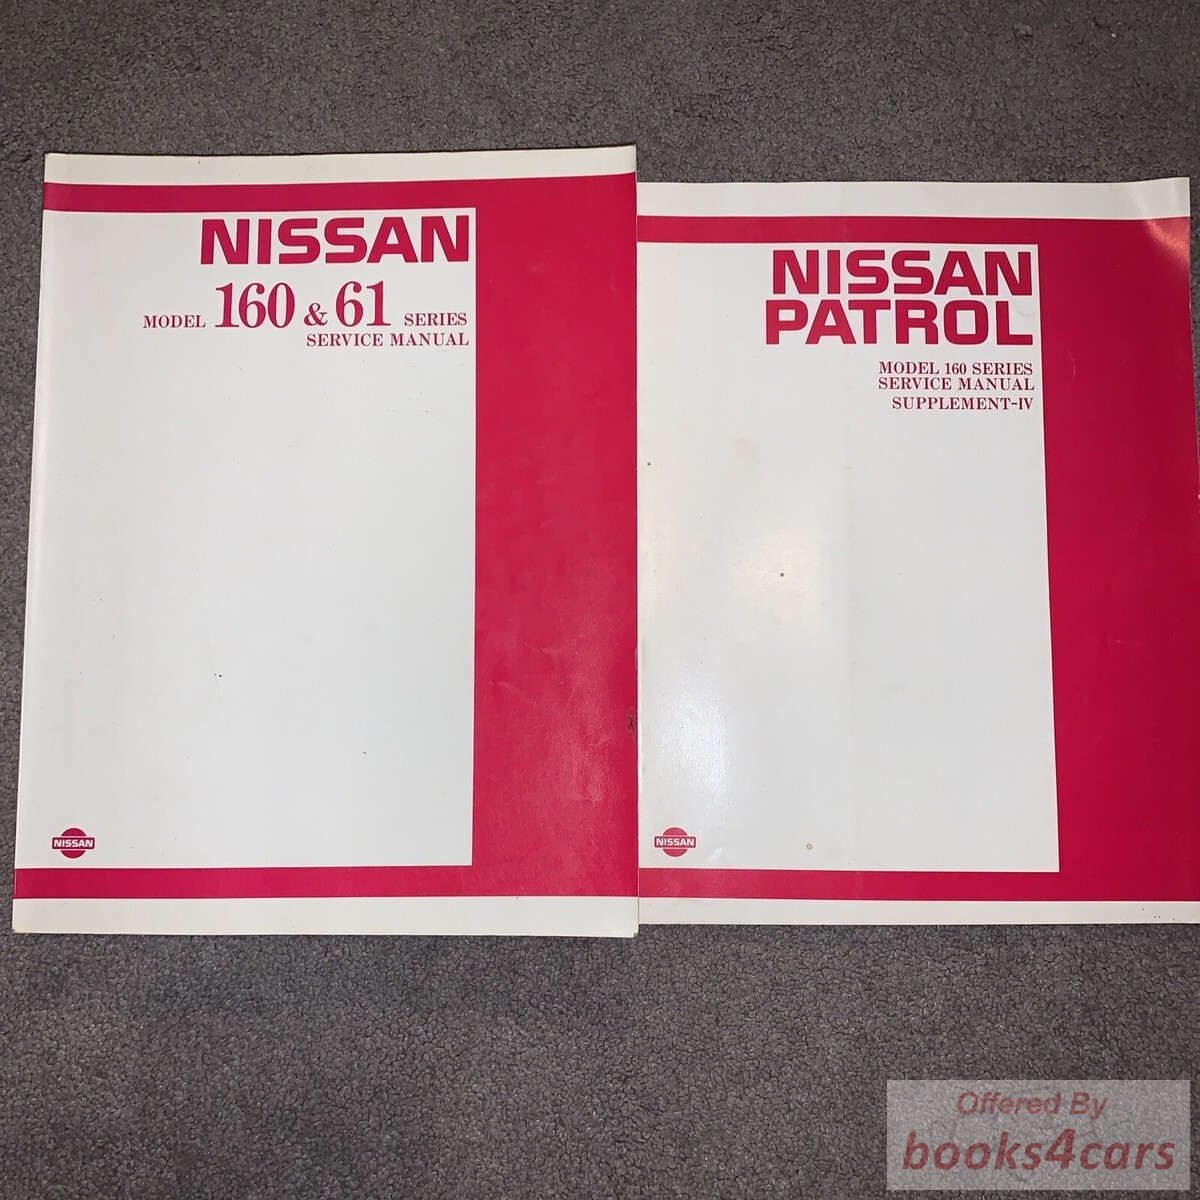 NISSAN
MODEL 160 & 61 SERIES
SERVICE MANUAL
NISSAN
NISSAN
PATROL
MODEL 160 SERIES
SERVICE MANUAL
SUPPLEMENT-IV
NISSAN
Offered By
books4cars